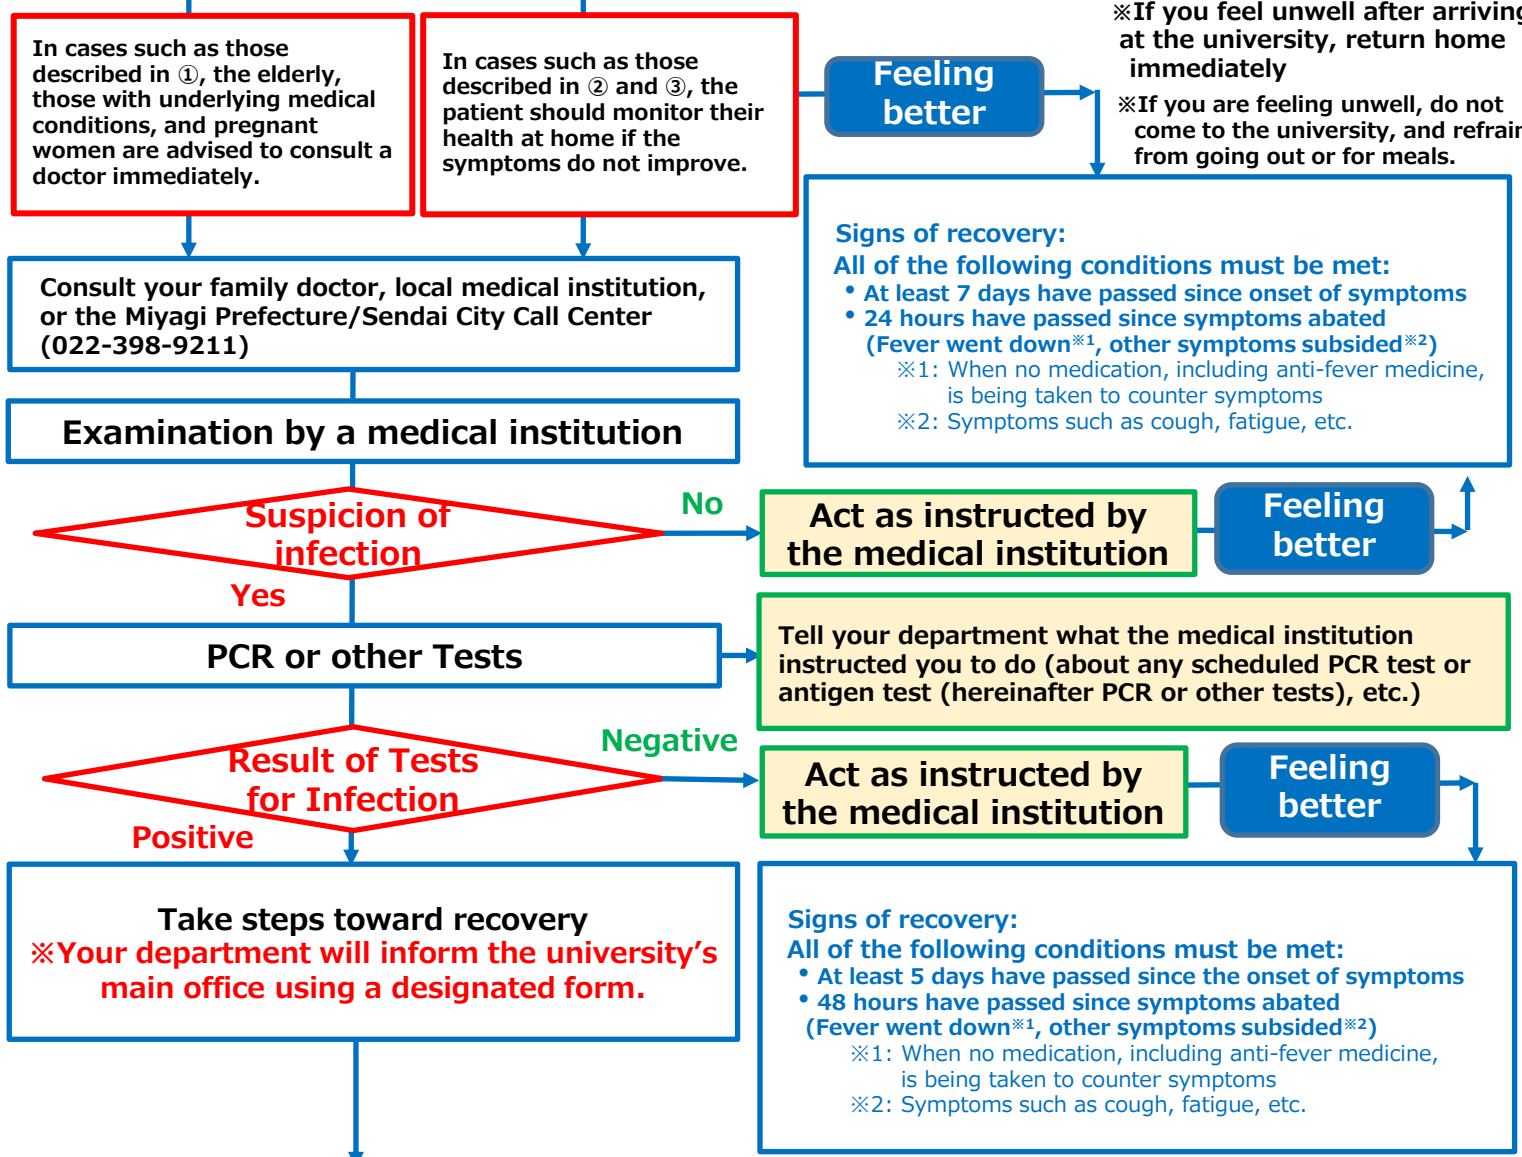 ※If you feel unwell after arriving
at the university, return home
immediately
※If you are feeling unwell, do not
come to the university, and refrain
from going out or for meals.
In cases such as those
described in ①, the elderly,
those with underlying medical
conditions, and pregnant
women are advised to consult a
doctor immediately.
In cases such as those
described in ② and ③, the
patient should monitor their
health at home if the
symptoms do not improve.
Feeling
better
Signs of recovery:
All of the following conditions must be met:
• At least 7 days have passed since onset of symptoms
• 24 hours have passed since symptoms abated
(Fever went down※1, other symptoms subsided※2)
※1: When no medication, including anti-fever medicine,
is being taken to counter symptoms
※2: Symptoms such as cough, fatigue, etc.
Consult your family doctor, local medical institution,
or the Miyagi Prefecture/Sendai City Call Center
(022-398-9211)
Examination by a medical institution
Suspicion of
infection
No
Act as instructed by
the medical institution
Feeling
better
Yes
PCR or other Tests
Tell your department what the medical institution
instructed you to do (about any scheduled PCR test or
antigen test (hereinafter PCR or other tests), etc.)
Result of Tests
for Infection
Negative
Act as instructed by
the medical institution
Feeling
better
Positive
Take steps toward recovery
※Your department will inform the university’s
main office using a designated form.
Signs of recovery:
All of the following conditions must be met:
• At least 5 days have passed since the onset of symptoms
• 48 hours have passed since symptoms abated
(Fever went down※1, other symptoms subsided※2)
※1: When no medication, including anti-fever medicine,
is being taken to counter symptoms
※2: Symptoms such as cough, fatigue, etc.